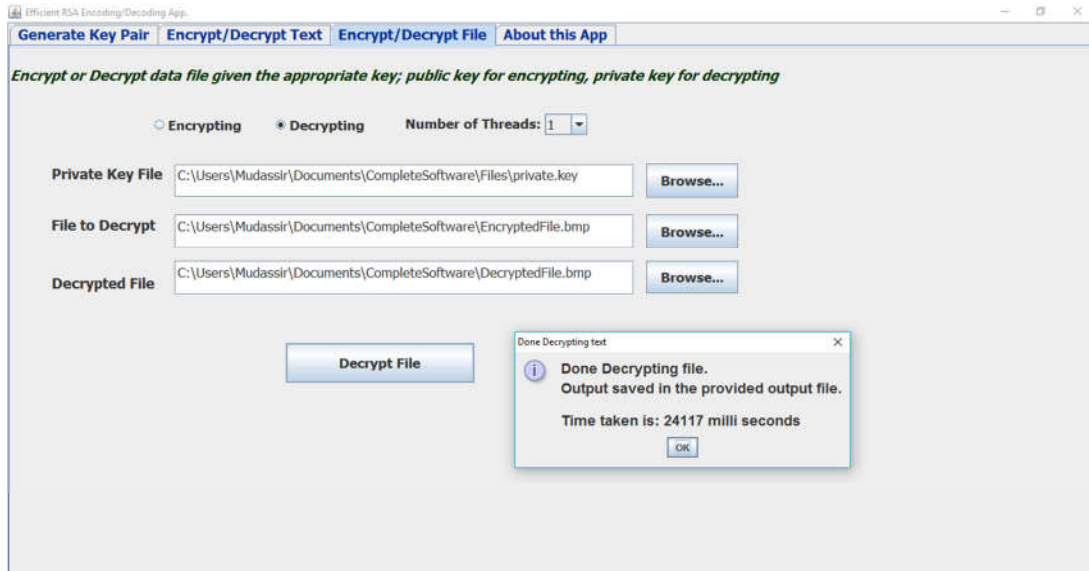 Efficient RSA Encoding/Decoding App.
Generate Key Pair Encrypt/Decrypt Text Encrypt/Decrypt File About this App
Encrypt or Decrypt data file given the appropriate key; public key for encrypting, private key for decrypting
Encrypting Decrypting Number of Threads: 1
Private Key File C:\Users\Mudassir\Documents\CompleteSoftware\Files\private.key Browse...
File to Decrypt C:\Users\Mudassir\Documents\CompleteSoftware\EncryptedFile.bmp Browse...
Decrypted File C:\Users\Mudassir\Documents\CompleteSoftware\DecryptedFile.bmp Browse...
Decrypt File
Done Decrypting text
Done Decrypting file.
Output saved in the provided output file.
Time taken is: 24117 milli seconds
OK